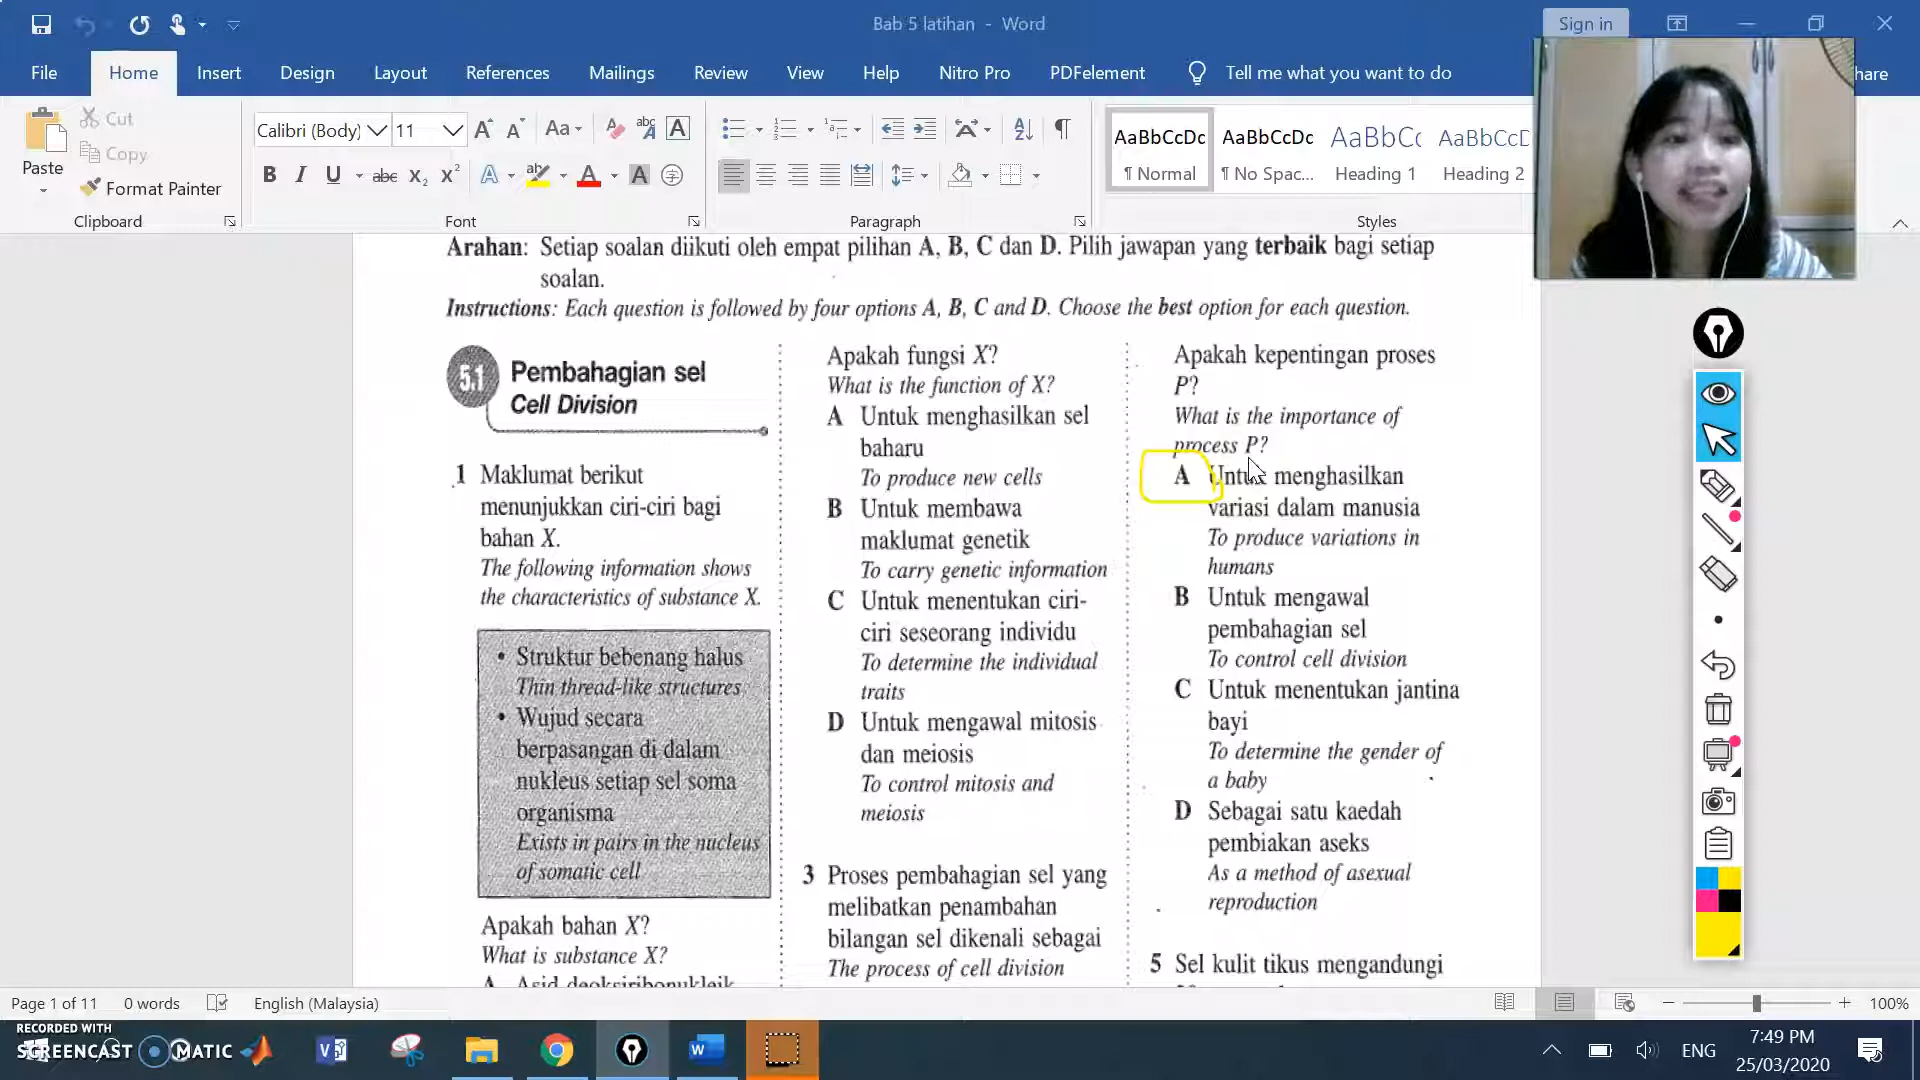 Bab 5 latihan - Word
Sign in
File
Home
Insert
Design
Layout
References
Mailings
Review
View
Help
Nitro Pro
PDFelement
Tell me what you want to do
hare
Paste
Cut
Copy
Format Painter
Clipboard
Calibri (Body)
11
Font
Paragraph
AaBbCcDc
¶ Normal
AaBbCcDc
¶ No Spac...
AaBbCc
Heading 1
AaBbCcD
Heading 2
Styles
Arahan: Setiap soalan diikuti oleh empat pilihan A, B, C dan D. Pilih jawapan yang terbaik bagi setiap
soalan.
Instructions: Each question is followed by four options A, B, C and D. Choose the best option for each question.
5.1 Pembahagian sel
Cell Division
1 Maklumat berikut
menunjukkan ciri-ciri bagi
bahan X.
The following information shows
the characteristics of substance X.
• Struktur bebenang halus
Thin thread-like structures
• Wujud secara
berpasangan di dalam
nukleus setiap sel soma
organisma
Exists in pairs in the nucleus
of somatic cell
Apakah bahan X?
What is substance X?
A Asid deoksiribonukleik
Apakah fungsi X?
What is the function of X?
A Untuk menghasilkan sel
baharu
To produce new cells
B Untuk membawa
maklumat genetik
To carry genetic information
C Untuk menentukan ciri-
ciri seseorang individu
To determine the individual
traits
D Untuk mengawal mitosis
dan meiosis
To control mitosis and
meiosis
3 Proses pembahagian sel yang
melibatkan penambahan
bilangan sel dikenali sebagai
The process of cell division
Apakah kepentingan proses
P?
What is the importance of
process P?
A Untuk menghasilkan
variasi dalam manusia
To produce variations in
humans
B Untuk mengawal
pembahagian sel
To control cell division
C Untuk menentukan jantina
bayi
To determine the gender of
a baby
D Sebagai satu kaedah
pembiakan aseks
As a method of asexual
reproduction
5 Sel kulit tikus mengandungi
Page 1 of 11
0 words
English (Malaysia)
100%
RECORDED WITH
SCREENCAST MATIC
ENG
7:49 PM
25/03/2020